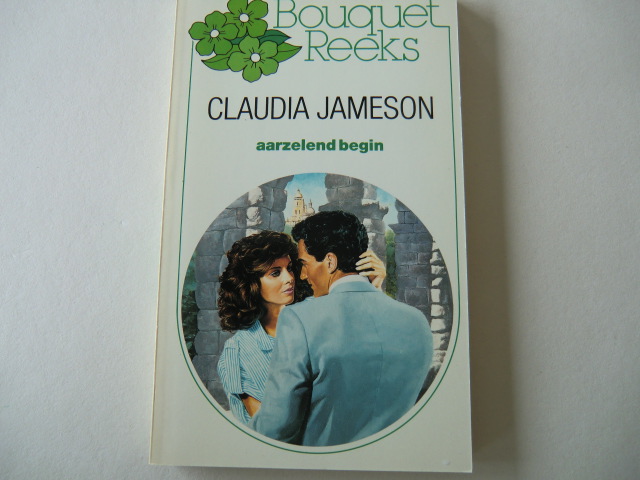 Bouquet
Reeks
CLAUDIA JAMESON
aarzelend begin